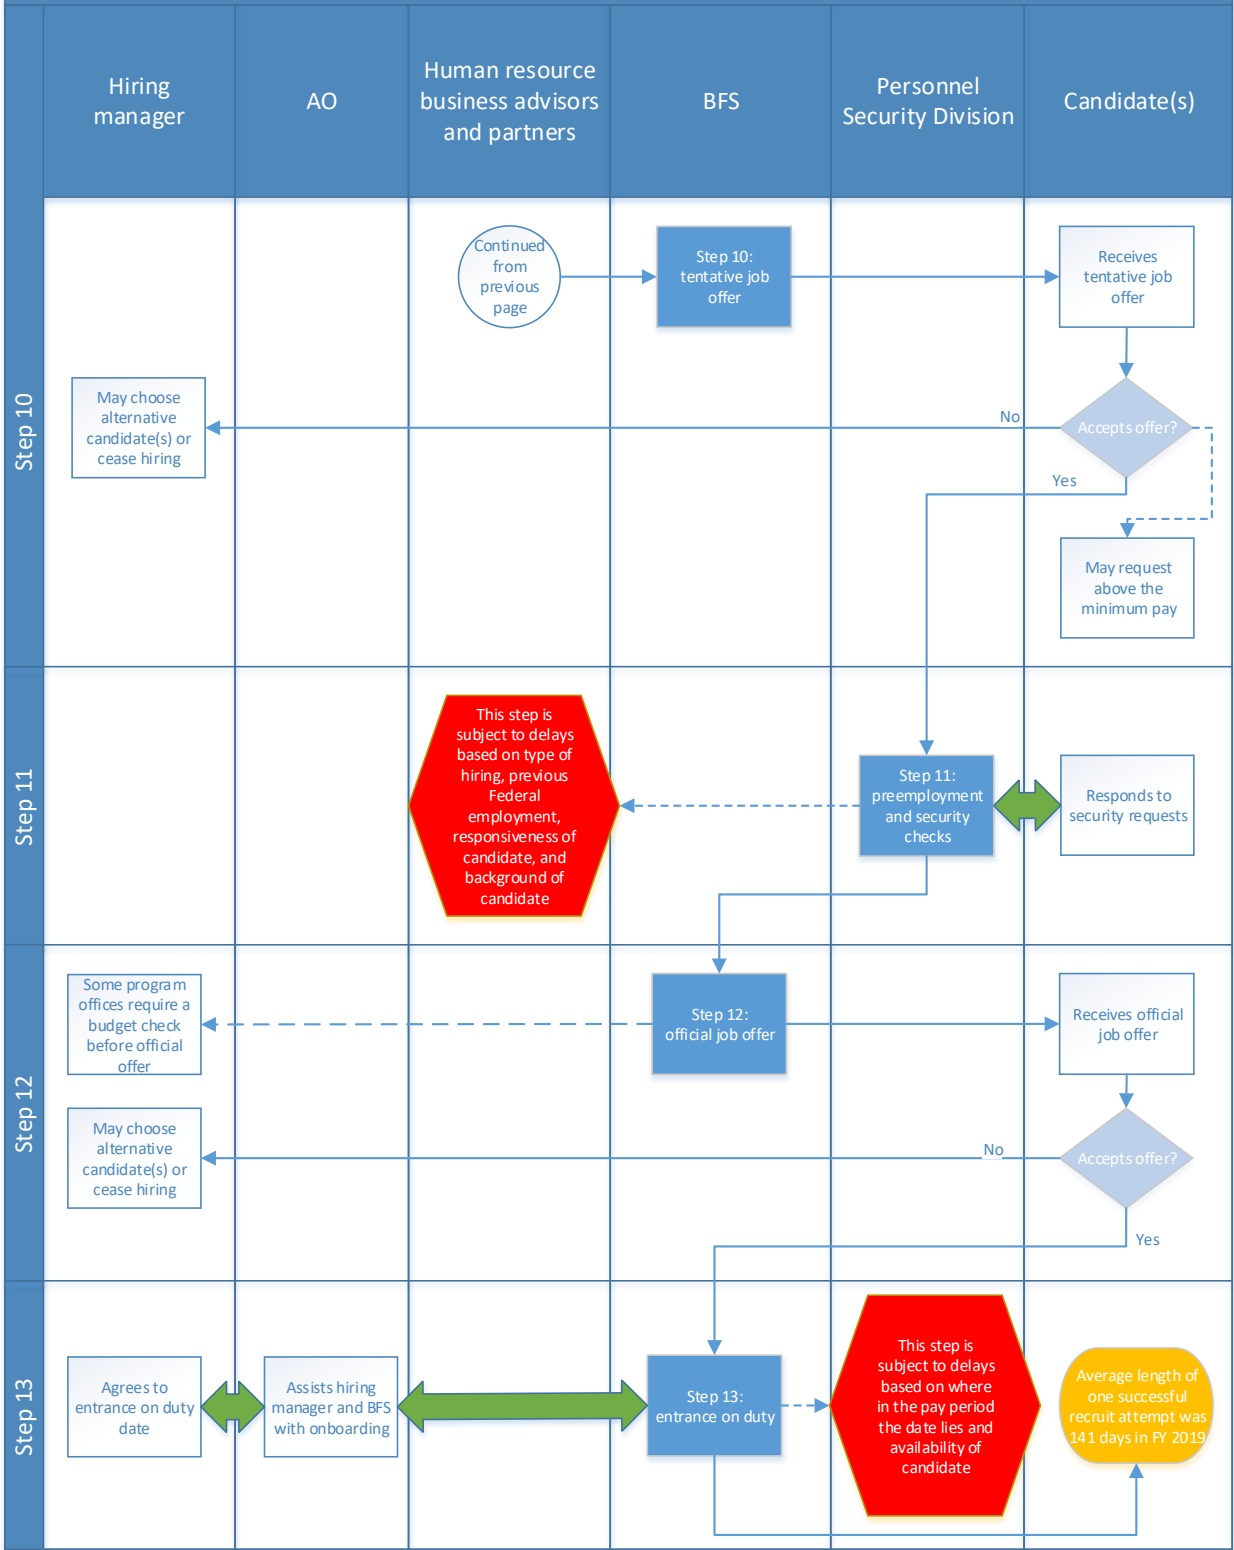 Hiring
manager
AO
Human resource
business advisors
and partners
BFS
Personnel
Security Division
Candidate(s)
Step 10
Continued
from
previous
page
Step 10:
tentative job
offer
Receives
tentative job
offer
May choose
alternative
candidate(s) or
cease hiring
No
Accepts offer?
Yes
May request
above the
minimum pay
Step 11
This step is
subject to delays
based on type of
hiring, previous
Federal
employment,
responsiveness of
candidate, and
background of
candidate
Step 11:
preemployment
and security
checks
Responds to
security requests
Step 12
Some program
offices require a
budget check
before official
offer
Step 12:
official job offer
Receives official
job offer
May choose
alternative
candidate(s) or
cease hiring
No
Accepts offer?
Yes
Step 13
Agrees to
entrance on duty
date
Assists hiring
manager and BFS
with onboarding
Step 13:
entrance on duty
This step is
subject to delays
based on where
in the pay period
the date lies and
availability of
candidate
Average length of
one successful
recruit attempt was
141 days in FY 2019